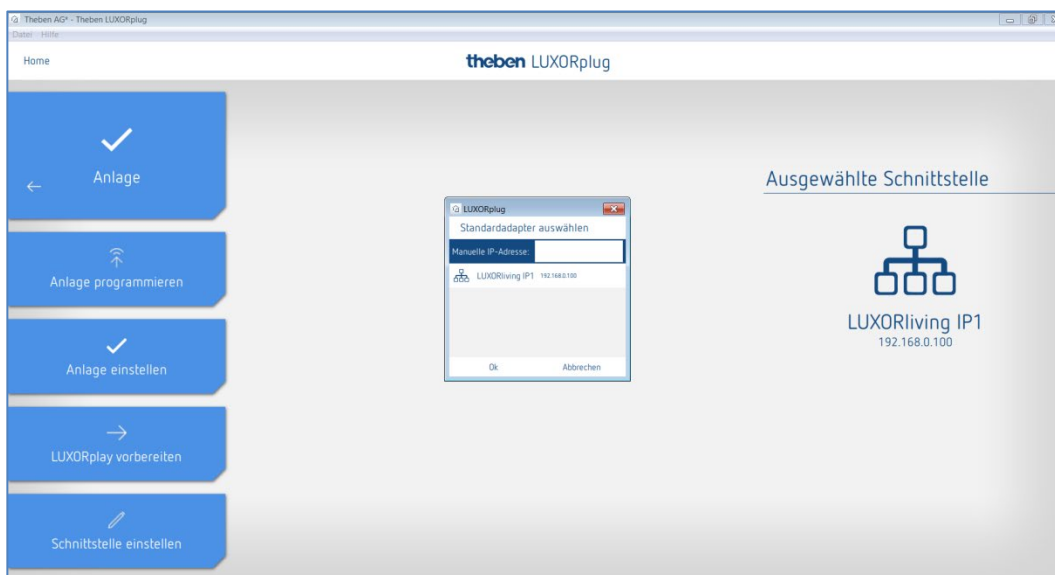 Theben AG* - Theben LUXORplug
Datei Hilfe
Home
theben LUXORplug
Anlage
Anlage programmieren
Anlage einstellen
LUXORplay vorbereiten
Schnittstelle einstellen
LUXORplug
Standardadapter auswählen
Manuelle IP-Adresse:
LUXORliving IP1 192.168.0.100
Ok Abbrechen
Ausgewählte Schnittstelle
LUXORliving IP1
192.168.0.100